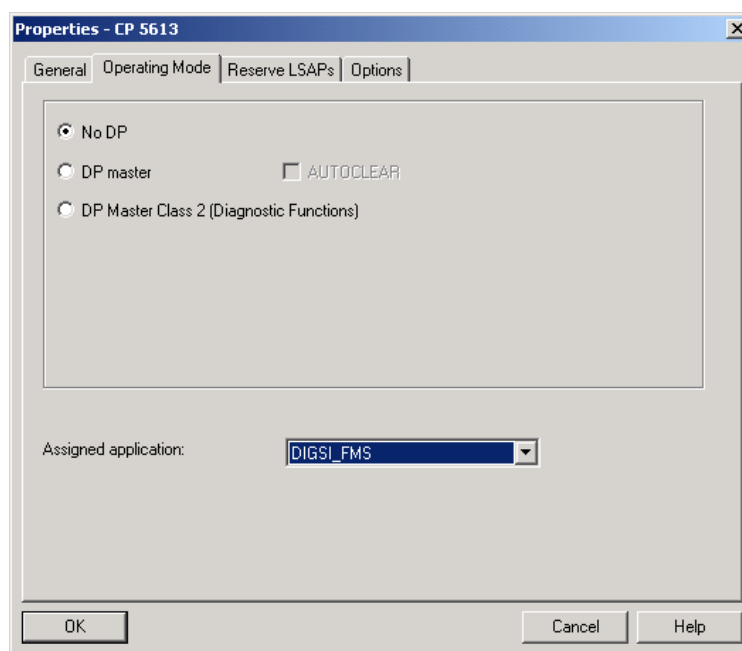 Properties - CP 5613
General Operating Mode Reserve LSAPs Options
No DP
DP master AUTOCLEAR
DP Master Class 2 (Diagnostic Functions)
Assigned application: DIGSI_FMS
OK Cancel Help